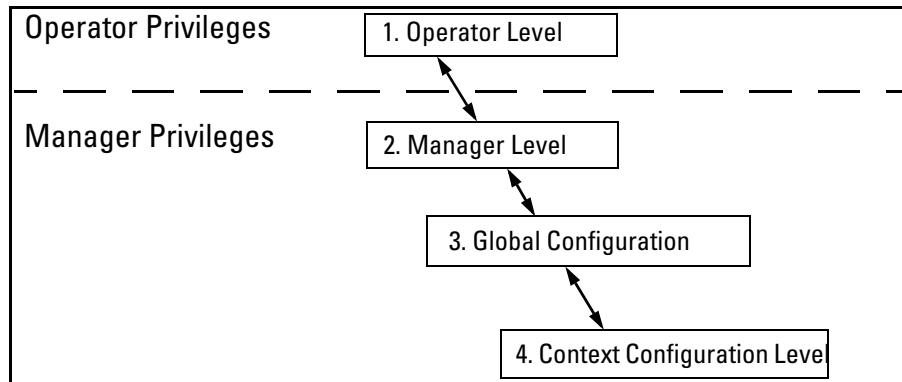 Operator Privileges
1. Operator Level
Manager Privileges
2. Manager Level
3. Global Configuration
4. Context Configuration Level